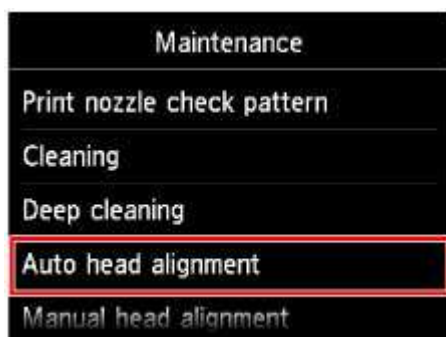 Maintenance
Print nozzle check pattern
Cleaning
Deep cleaning
Auto head alignment
Manual head alignment